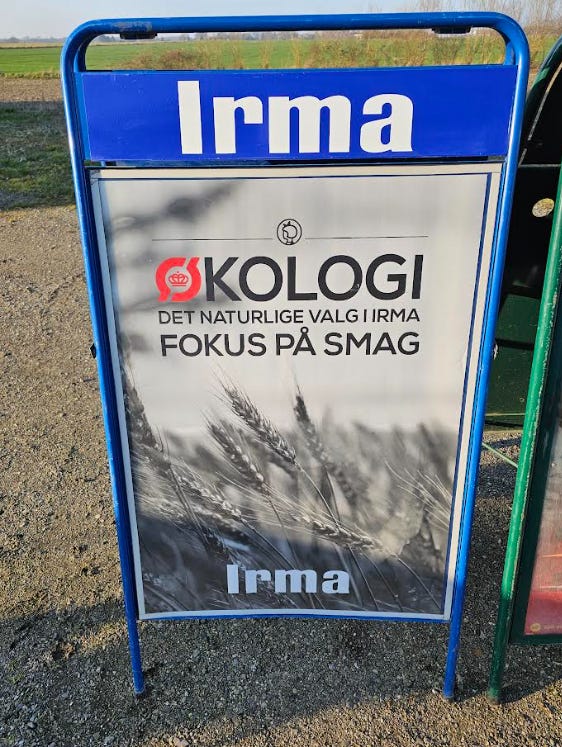 Irma
ØKOLOGI
DET NATURLIGE VALG I IRMA
FOKUS PÅ SMAG
Irma